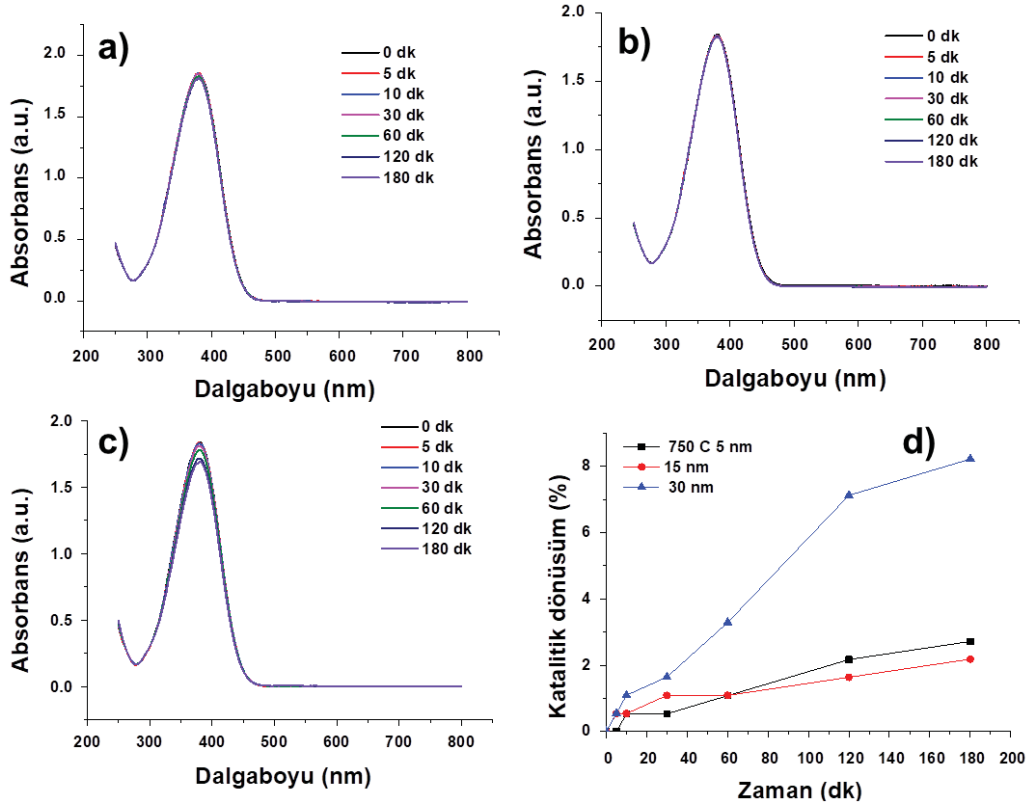 a)
2.0
1.5
1.0
0.5
0.0
Absorbans (a.u.)
0 dk
5 dk
10 dk
30 dk
60 dk
120 dk
180 dk
200 300 400 500 600 700 800
Dalgaboyu (nm)
b)
2.0
1.5
1.0
0.5
0.0
Absorbans (a.u.)
0 dk
5 dk
10 dk
30 dk
60 dk
120 dk
180 dk
200 300 400 500 600 700 800
Dalgaboyu (nm)
c)
2.0
1.5
1.0
0.5
0.0
Absorbans (a.u.)
0 dk
5 dk
10 dk
30 dk
60 dk
120 dk
180 dk
200 300 400 500 600 700 800
Dalgaboyu (nm)
d)
8
6
4
2
0
Katalitik dönüsüm (%)
750 C 5 nm
15 nm
30 nm
0 20 40 60 80 100 120 140 160 180 200
Zaman (dk)